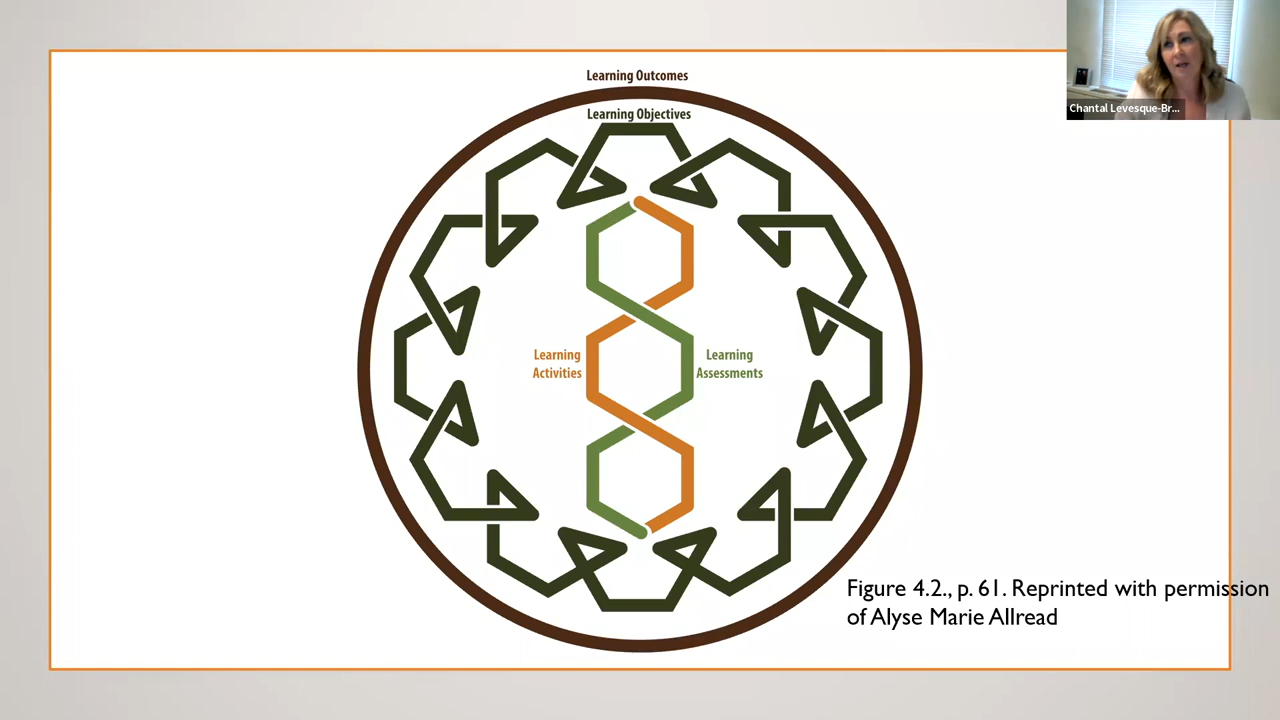 Learning Outcomes
Learning Objectives
Chantal Levesque-Br...
Learning
Activities
Learning
Assessments
Figure 4.2., p. 61. Reprinted with permission
of Alyse Marie Allread